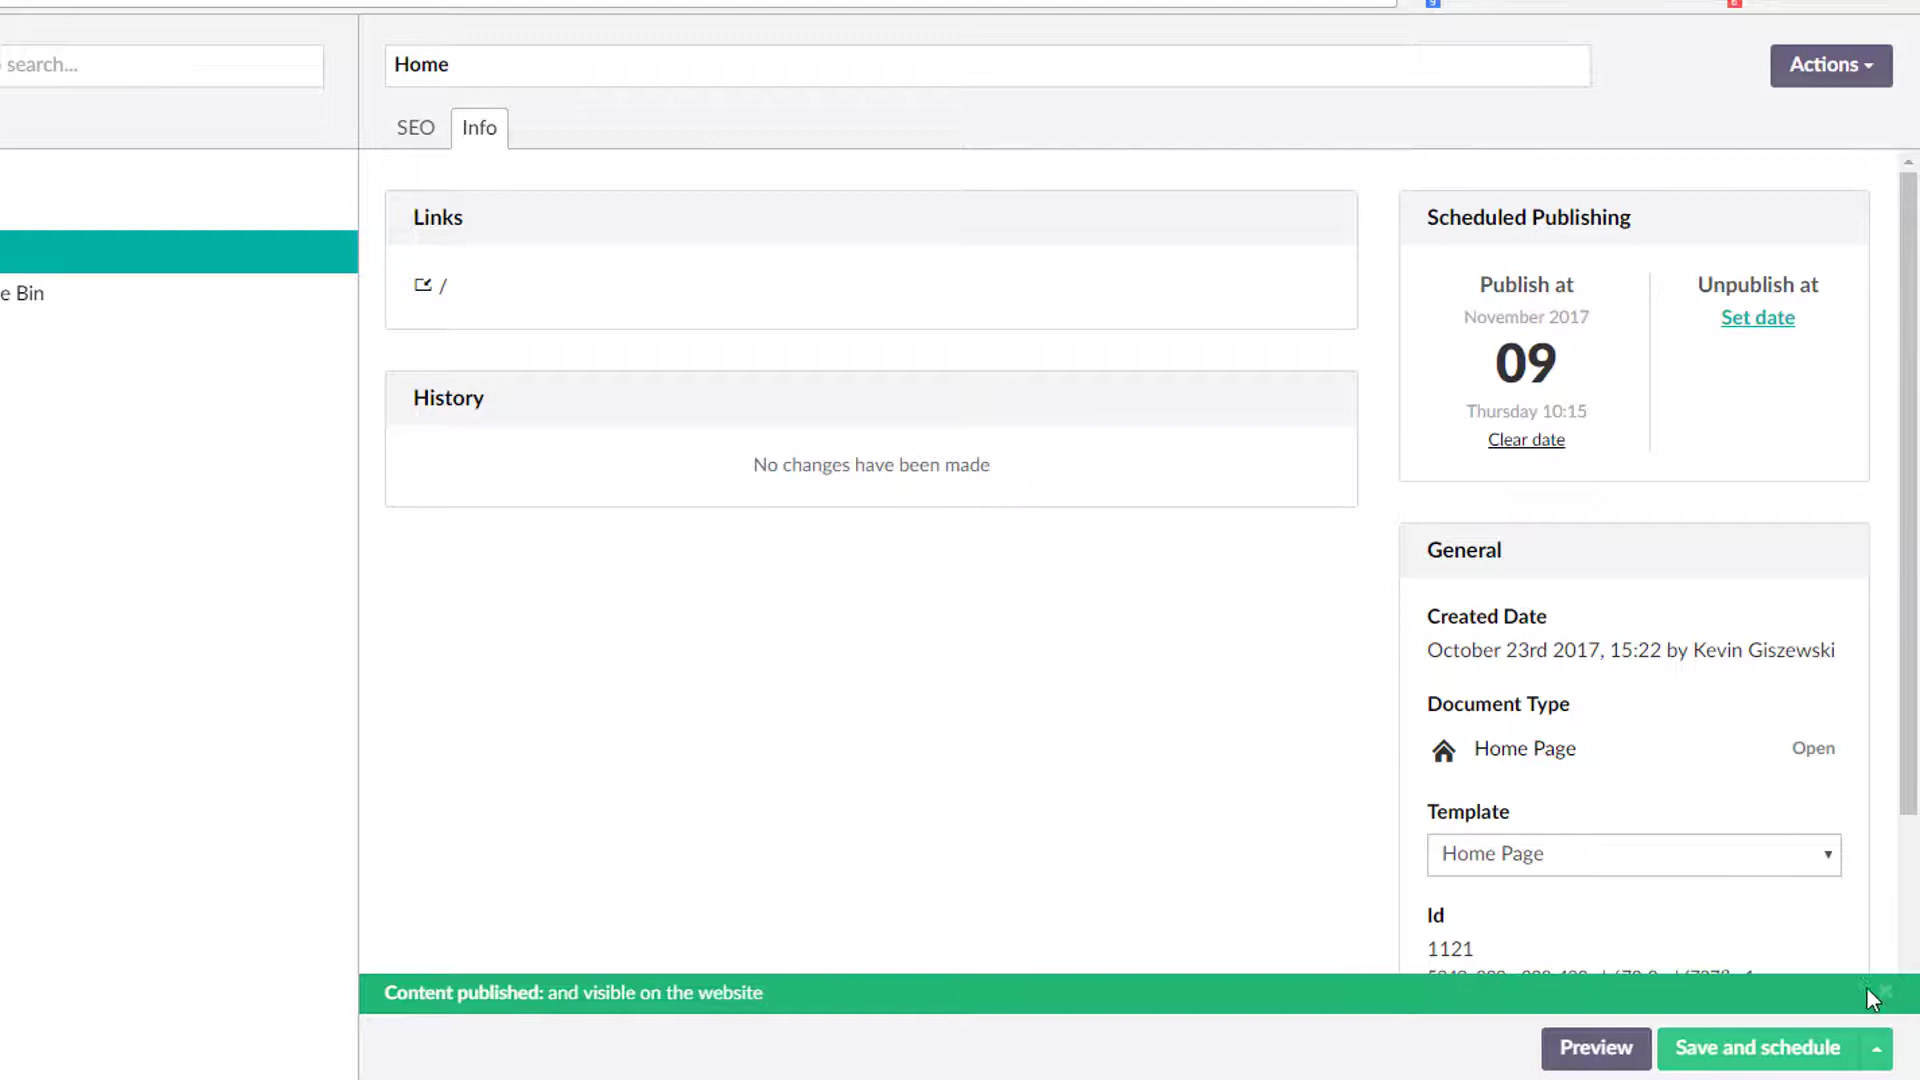 9
6
search...
Home
Actions
SEO
Info
Links
Scheduled Publishing
/
Publish at
Unpublish at
November 2017
Set date
09
Thursday 10:15
Clear date
e Bin
History
No changes have been made
General
Created Date
October 23rd 2017, 15:22 by Kevin Giszewski
Document Type
Home Page
Open
Template
Home Page
Id
1121
Content published: and visible on the website
Preview
Save and schedule